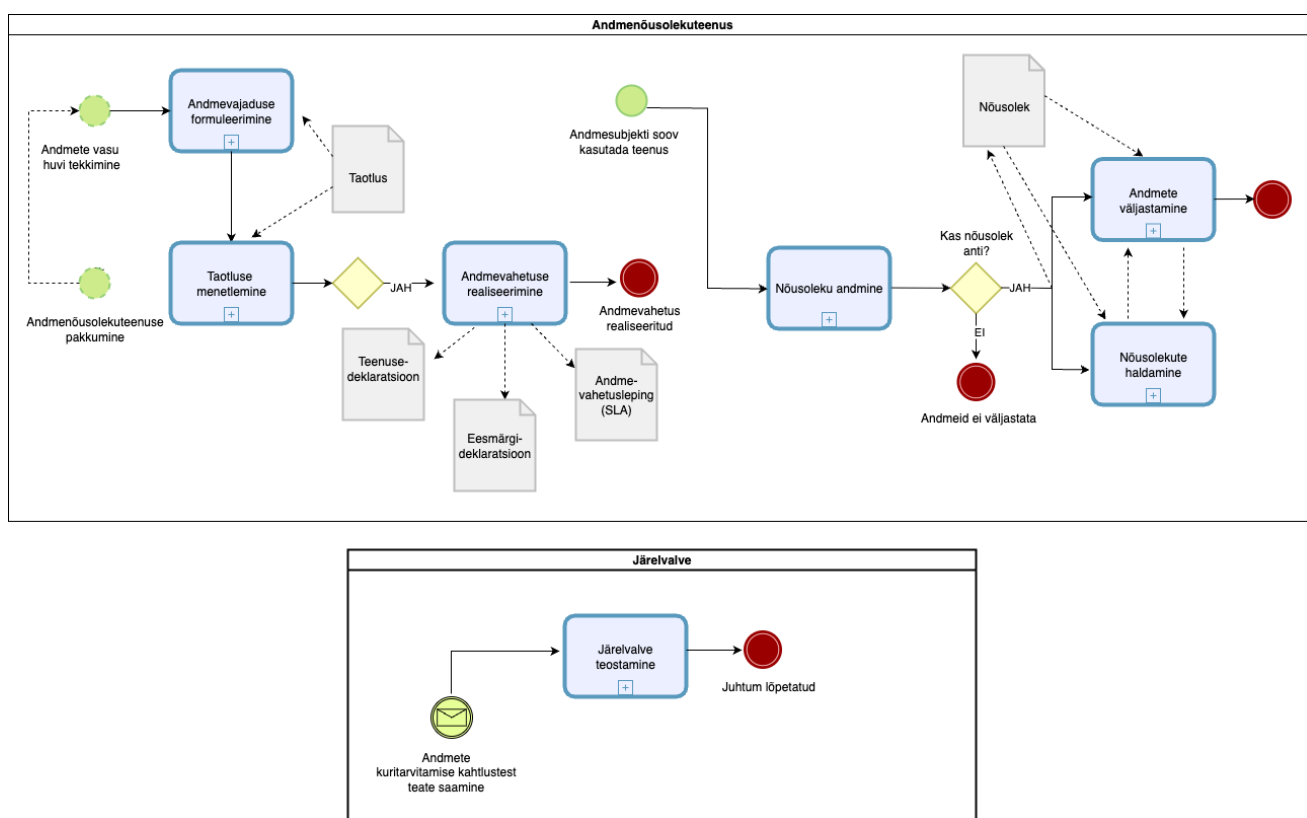 Andmenõusolekuteenus
Andmevajaduse
formuleerimine
Andmete vasu
huvi tekkimine
Taotlus
Andmesubjekti soov
kasutada teenus
Nõusolek
Andmete
väljastamine
Taotluse
menetlemine
JAH
Andmevahetuse
realiseerimine
Andmevahetus
realiseeritud
Andmenõusolekuteenuse
pakkumine
Teenuse-
deklaratsioon
Eesmärgi-
deklaratsioon
Andme-
vahetusleping
(SLA)
Nõusoleku andmine
Kas nõusolek
anti?
JAH
EI
Andmeid ei väljastata
Nõusolekute
haldamine
Järelvalve
Järelvalve
teostamine
Juhtum lõpetatud
Andmete
kuritarvitamise kahtlustest
teate saamine